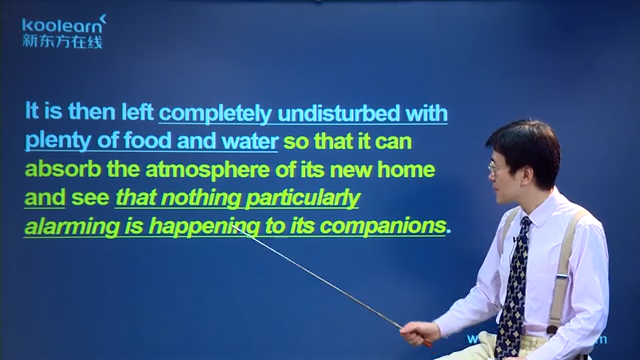 koolearn
新东方在线
It is then left completely undisturbed with
plenty of food and water so that it can
absorb the atmosphere of its new home
and see that nothing particularly
alarming is happening to its companions.